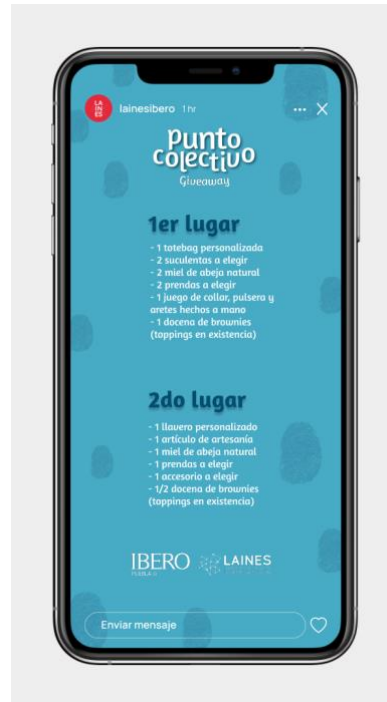 LA
lainesibero 1 hr
Punto
colectivo
Giveaway
1er lugar
- 1 totebag personalizada
- 2 suculentas a elegir
- 2 miel de abeja natural
- 2 prendas a elegir
- 1 juego de collar, pulsera y
aretes hechos a mano
- 1 docena de brownies
(toppings en existencia)
2do lugar
- 1 llavero personalizado
- 1 artículo de artesanía
- 1 miel de abeja natural
- 1 prendas a elegir
- 1 accesorio a elegir
- 1/2 docena de brownies
(toppings en existencia)
IBERO
PUEBLA
LAINES
Enviar mensaje